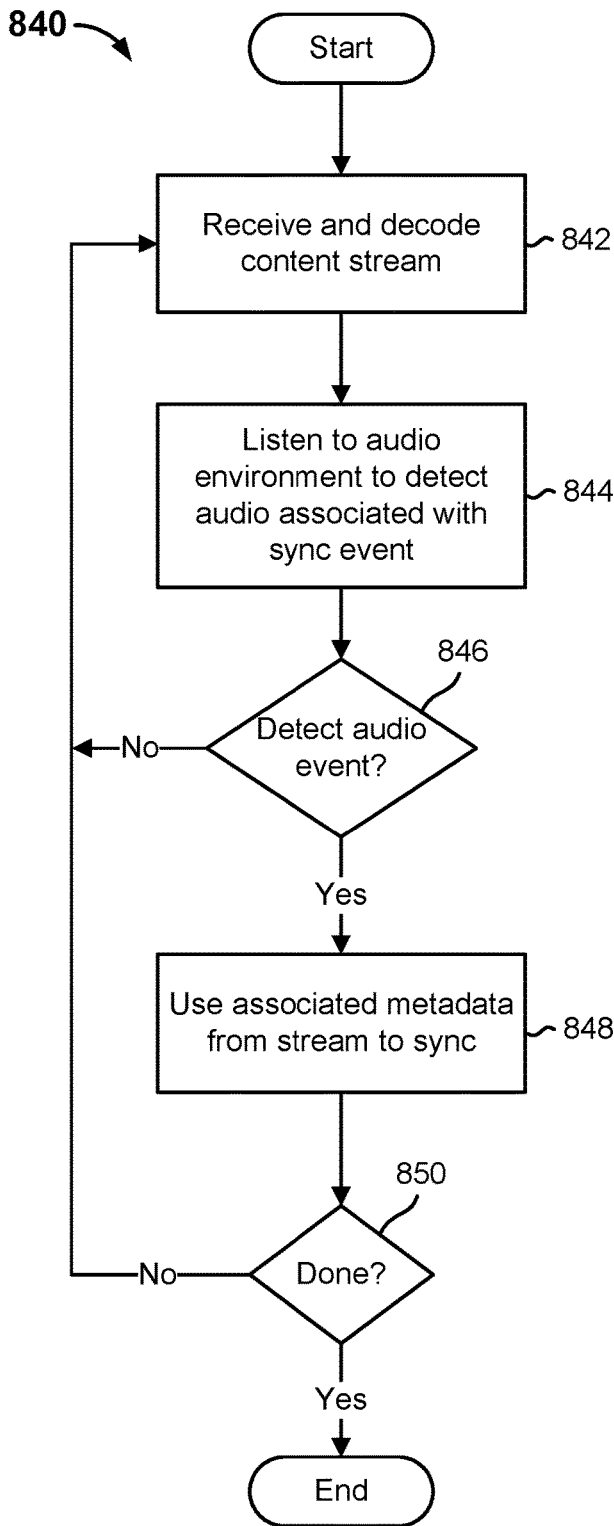 840
Start
Receive and decode
content stream
842
Listen to audio
environment to detect
audio associated with
sync event
844
846
Detect audio
event?
No
Yes
Use associated metadata
from stream to sync
848
850
Done?
No
Yes
End